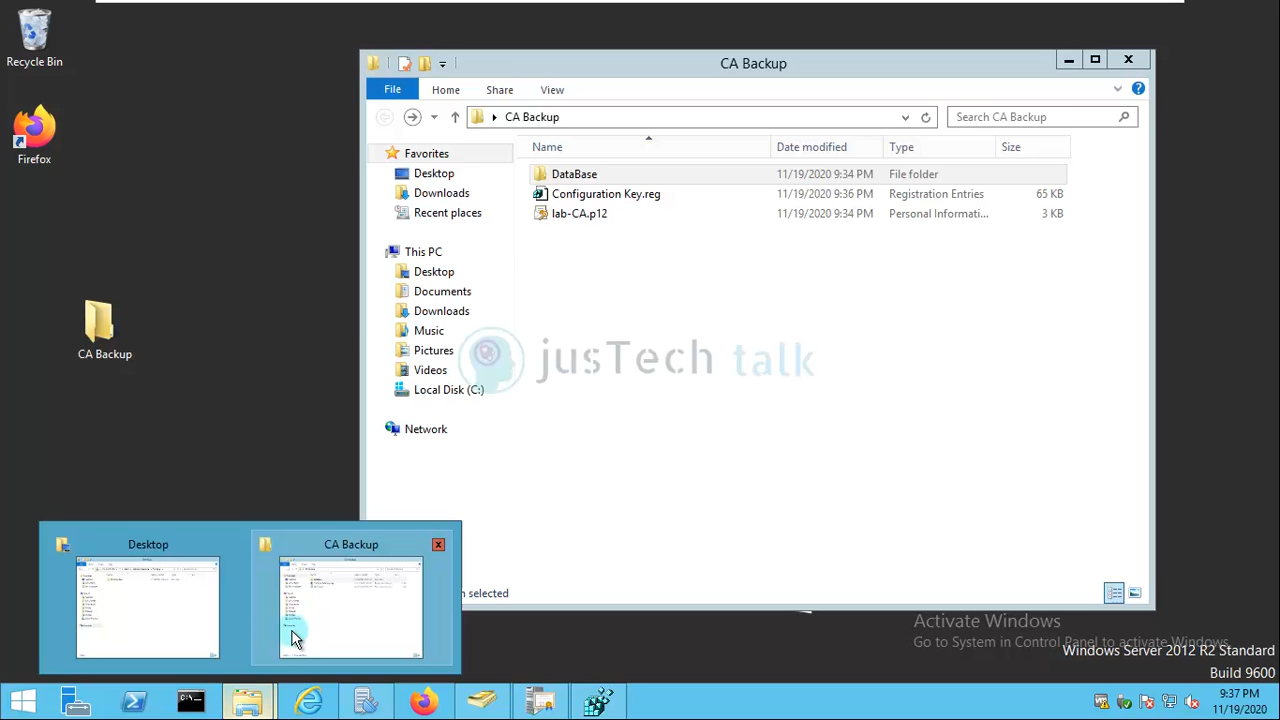 Recycle Bin
Firefox
CA Backup
CA Backup
File Home Share View
CA Backup
Search CA Backup
Name Date modified Type Size
DataBase 11/19/2020 9:34 PM File folder
Configuration Key.reg 11/19/2020 9:36 PM Registration Entries 65 KB
lab-CA.p12 11/19/2020 9:34 PM Personal Informati... 3 KB
Favorites
Desktop
Downloads
Recent places
This PC
Desktop
Documents
Downloads
Music
Pictures
Videos
Local Disk (C:)
Network
jusTech talk
Desktop
CA Backup
selected
Activate Windows
Go to System in Control Panel to activate Windows.
Windows Server 2012 R2 Standard
Build 9600
9:37 PM
11/19/2020